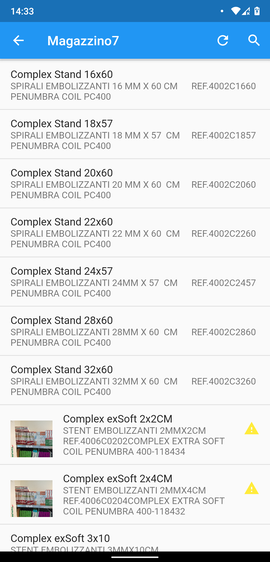 14:33
Magazzino7
Complex Stand 16x60
SPIRALI EMBOLIZZANTI 16 MM X 60 CM REF.4002C1660
PENUMBRA COIL PC400
Complex Stand 18x57
SPIRALI EMBOLIZZANTI 18 MM X 57 CM REF.4002C1857
PENUMBRA COIL PC400
Complex Stand 20x60
SPIRALI EMBOLIZZANTI 20 MM X 60 CM REF.4002C2060
PENUMBRA COIL PC400
Complex Stand 22x60
SPIRALI EMBOLIZZANTI 22 MM X 60 CM REF.4002C2260
PENUMBRA COIL PC400
Complex Stand 24x57
SPIRALI EMBOLIZZANTI 24MM X 57 CM REF.4002C2457
PENUMBRA COIL PC400
Complex Stand 28x60
SPIRALI EMBOLIZZANTI 28MM X 60 CM REF.4002C2860
PENUMBRA COIL PC400
Complex Stand 32x60
SPIRALI EMBOLIZZANTI 32MM X 60 CM REF.4002C3260
PENUMBRA COIL PC400
Complex exSoft 2x2CM
STENT EMBOLIZZANTI 2MMX2CM
REF.4006C0202COMPLEX EXTRA SOFT
COIL PENUMBRA 400-118434
Complex exSoft 2x4CM
STENT EMBOLIZZANTI 2MMX4CM
REF.4006C0204COMPLEX EXTRA SOFT
COIL PENUMBRA 400-118432
Complex exSoft 3x10
STENT EMBOLIZZANTI 3MMX10CM